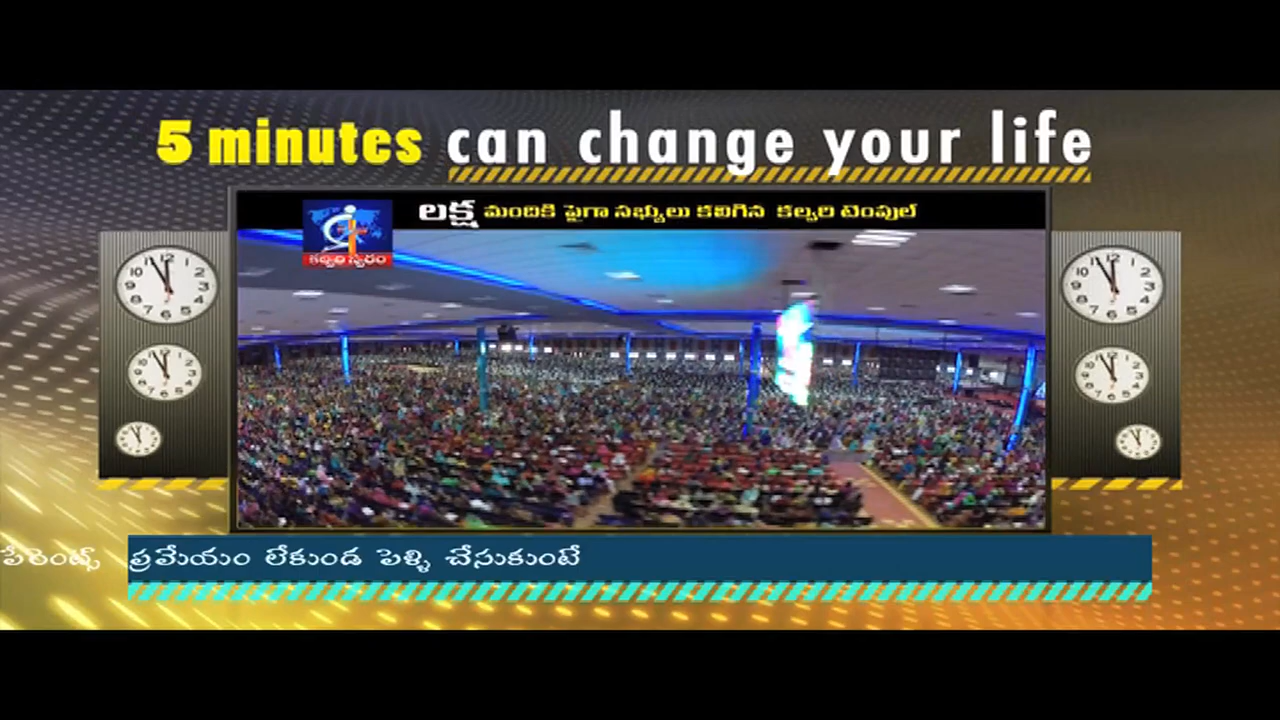 5 minutes can change your life
లక్ష మందికి పైగా సభ్యులు కలిగిన కల్వరి టెంపుల్
కల్వరి స్వరం
పేరెంట్స్ ప్రమేయం లేకుండ పెళ్ళి చేసుకుంటే